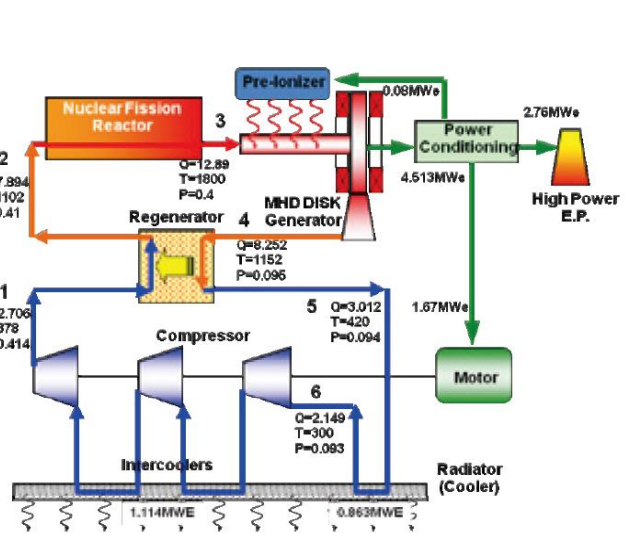 Pre-Ionizer
0.08MWe
Nuclear Fission
Reactor
3
2.76MWe
Power
Conditioning
2
Q=12.89
T=1800
P=0.4
4.513MWe
7.894
1102
0.41
MHD DISK
Generator
High Power
E.P.
Regenerator
4
Q=8.252
T=1152
P=0.095
1
2.706
378
0.414
5
Q=3.012
T=420
P=0.094
1.67MWe
Compressor
Motor
6
Q=2.149
T=300
P=0.093
Intercoolers
Radiator
(Cooler)
1.114MWE
0.863MWE